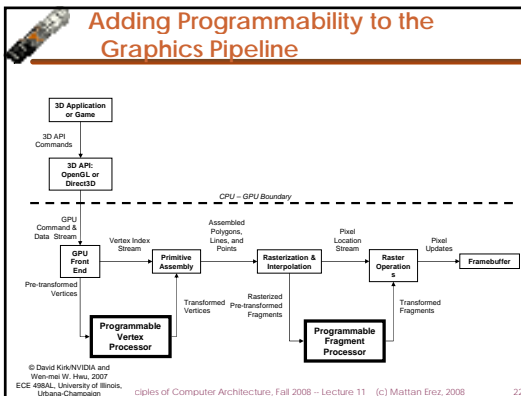 Adding Programmability to the
Graphics Pipeline
3D Application
or Game
3D API
Commands
3D API:
OpenGL or
Direct3D
CPU – GPU Boundary
GPU
Command &
Data Stream
GPU
Front
End
Vertex Index
Stream
Primitive
Assembly
Assembled
Polygons,
Lines, and
Points
Rasterization &
Interpolation
Pixel
Location
Stream
Raster
Operation
s
Pixel
Updates
Framebuffer
Pre-transformed
Vertices
Transformed
Vertices
Rasterized
Pre-transformed
Fragments
Transformed
Fragments
Programmable
Vertex
Processor
Programmable
Fragment
Processor
© David Kirk/NVIDIA and
Wen-mei W. Hwu, 2007
ECE 498AL, University of Illinois,
Urbana-Champaign
ciples of Computer Architecture, Fall 2008 -- Lecture 11 (c) Mattan Erez, 2008
22